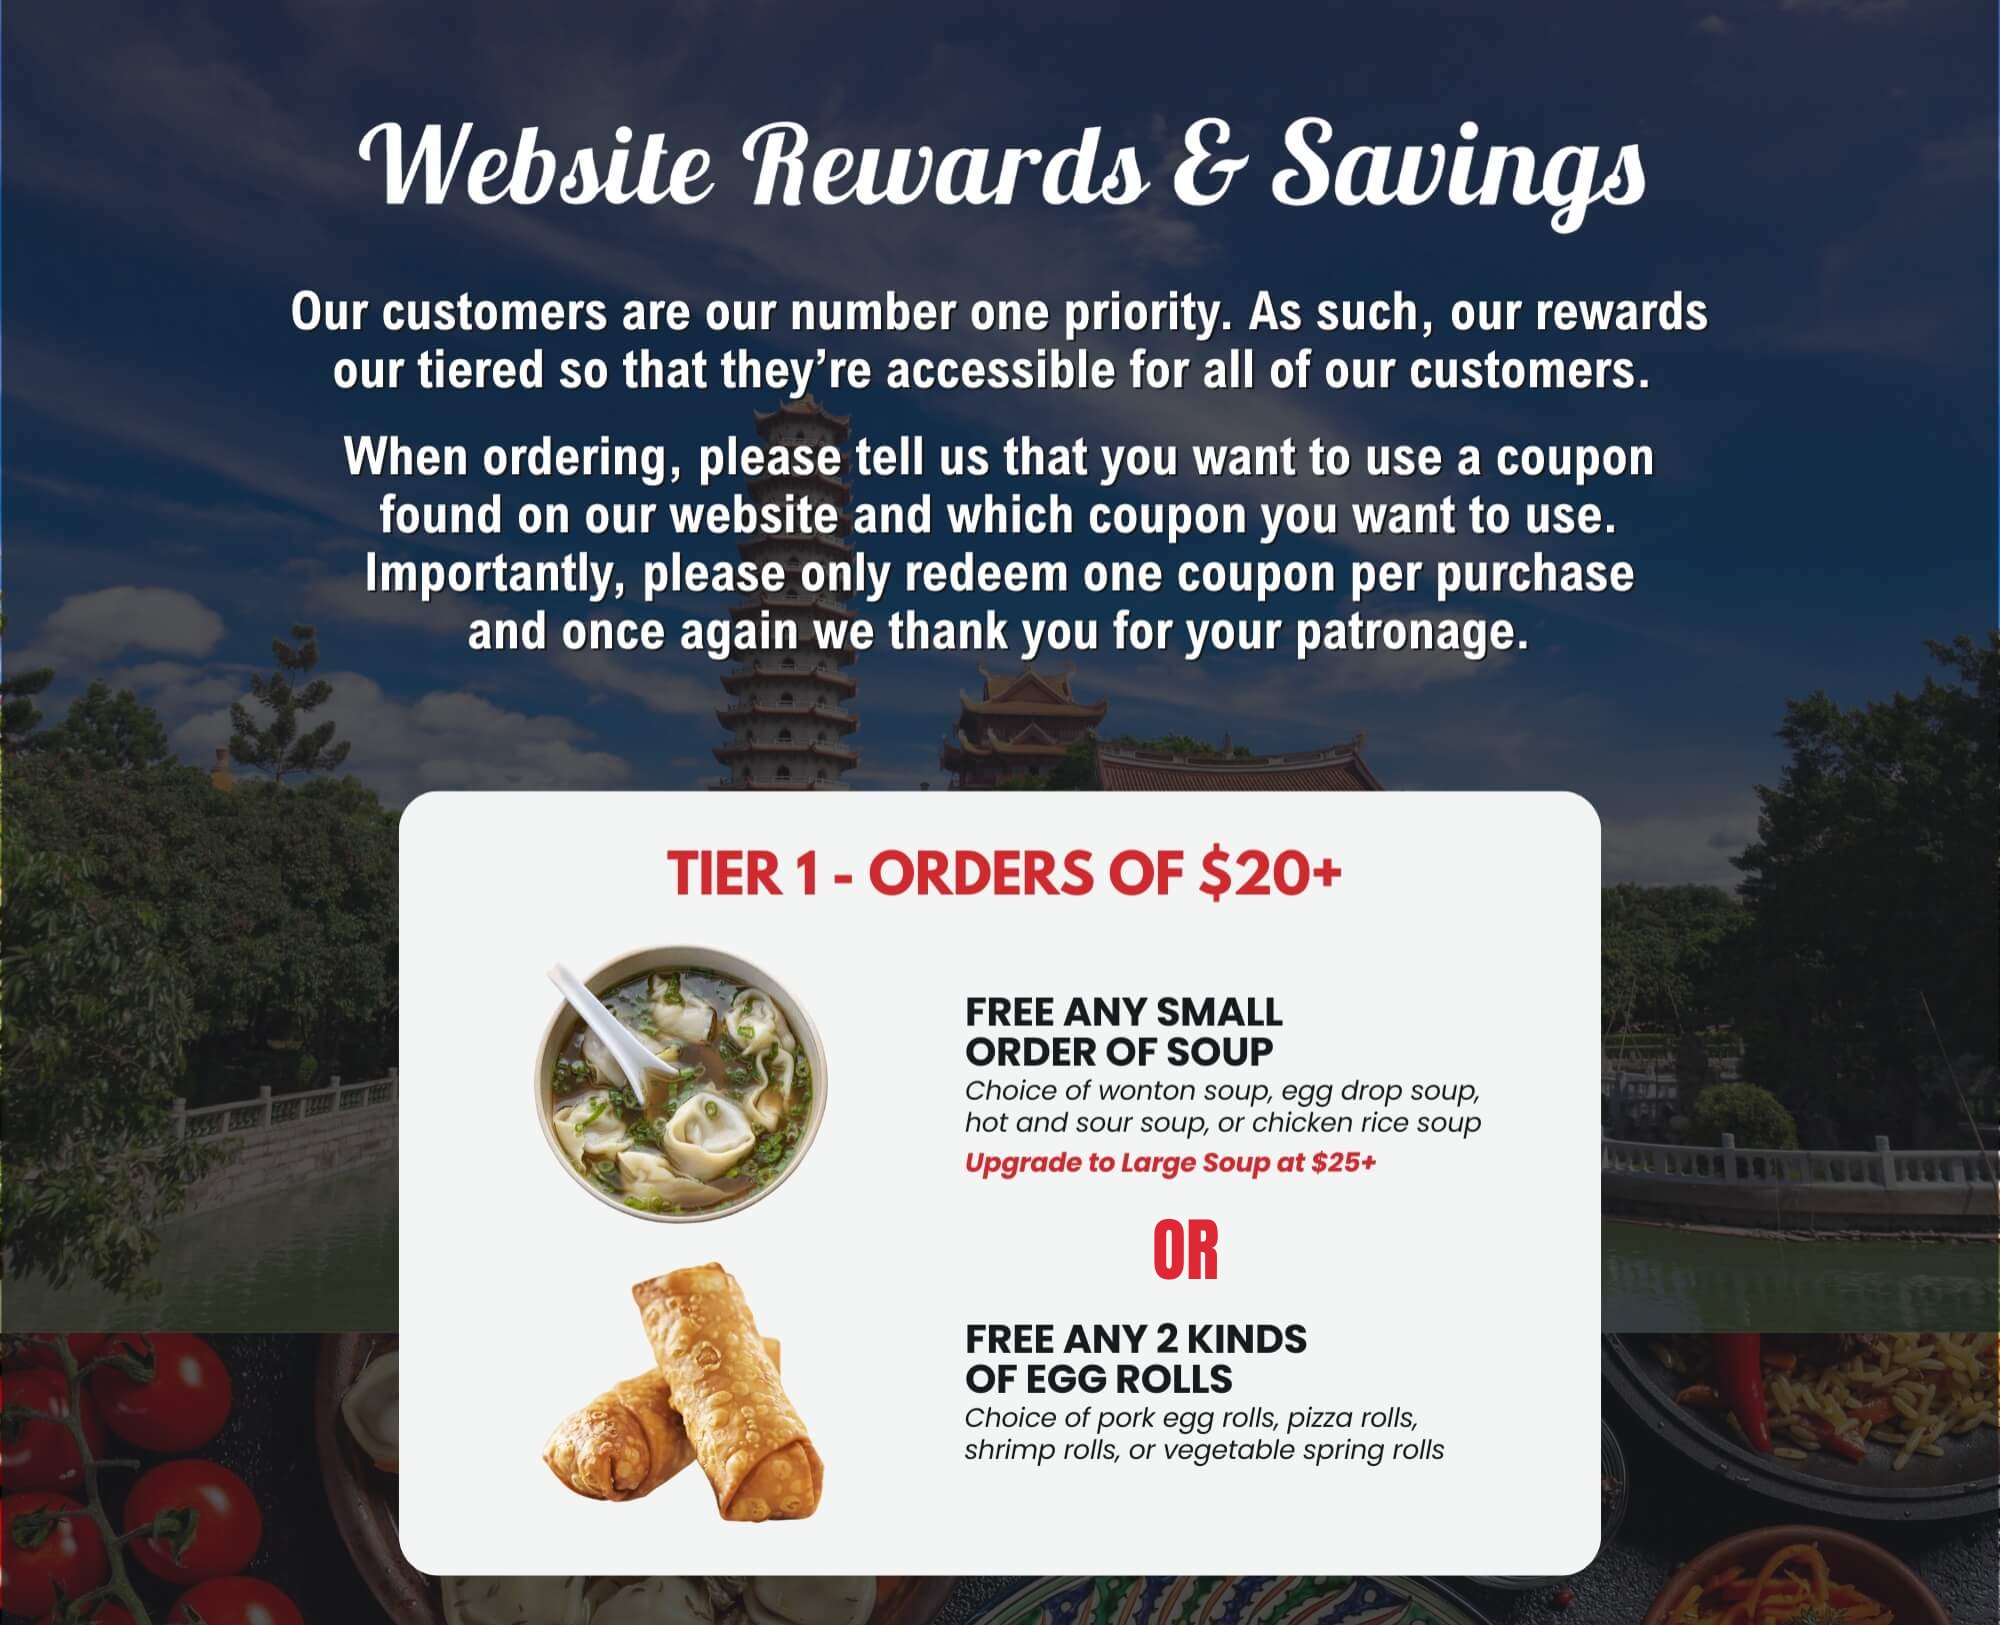 Website Rewards & Savings
Our customers are our number one priority. As such, our rewards
our tiered so that they’re accessible for all of our customers.
When ordering, please tell us that you want to use a coupon
found on our website and which coupon you want to use.
Importantly, please only redeem one coupon per purchase
and once again we thank you for your patronage.
TIER 1 - ORDERS OF $20+
FREE ANY SMALL
ORDER OF SOUP
Choice of wonton soup, egg drop soup,
hot and sour soup, or chicken rice soup
Upgrade to Large Soup at $25+
OR
FREE ANY 2 KINDS
OF EGG ROLLS
Choice of pork egg rolls, pizza rolls,
shrimp rolls, or vegetable spring rolls